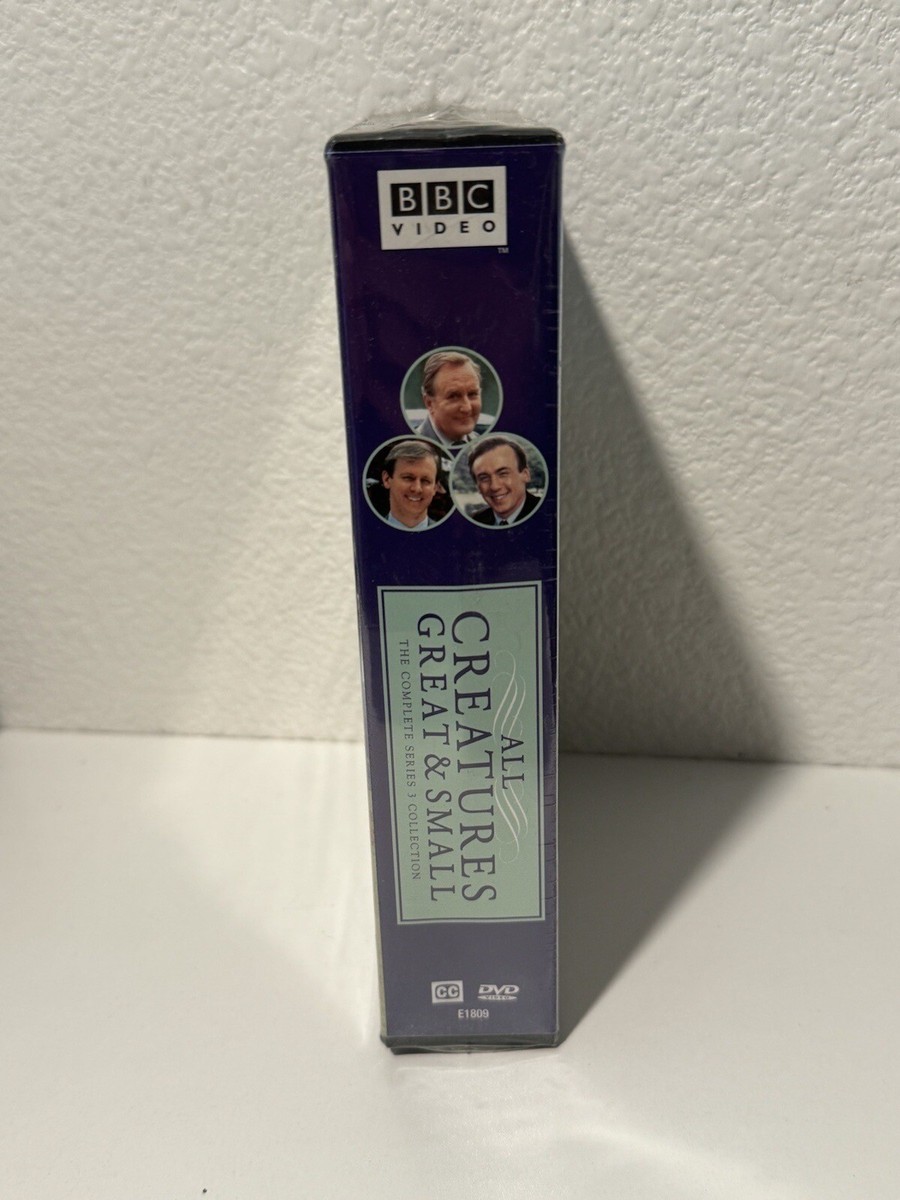 BBC
VIDEO
TM
ALL
CREATURES
GREAT & SMALL
THE COMPLETE SERIES 3 COLLECTION
CC
DVD
VIDEO
E1809